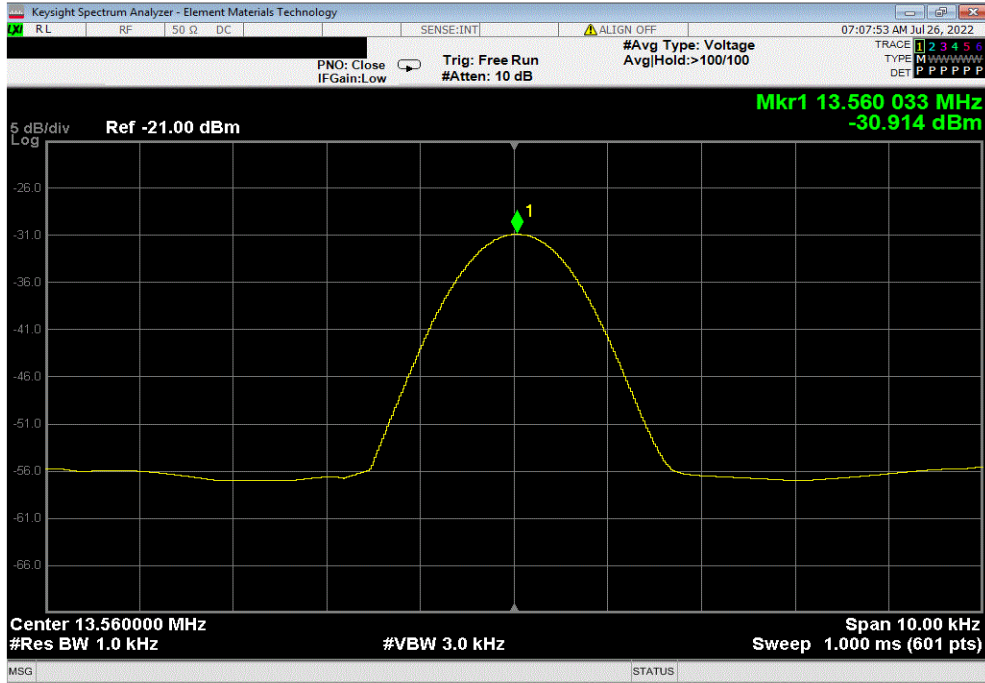 Keysight Spectrum Analyzer - Element Materials Technology
LXI RL RF 50 Ω DC SENSE:INT ALIGN OFF 07:07:53 AM Jul 26, 2022
#Avg Type: Voltage TRACE 1 2 3 4 5 6
PNO: Close Trig: Free Run Avg|Hold:>100/100 TYPE M W W W W W
IFGain:Low #Atten: 10 dB DET P P P P P P
Mkr1 13.560 033 MHz
5 dB/div Ref -21.00 dBm -30.914 dBm
Log
-26.0
1
-31.0
-36.0
-41.0
-46.0
-51.0
-56.0
-61.0
-66.0
Center 13.560000 MHz Span 10.00 kHz
#Res BW 1.0 kHz #VBW 3.0 kHz Sweep 1.000 ms (601 pts)
MSG STATUS